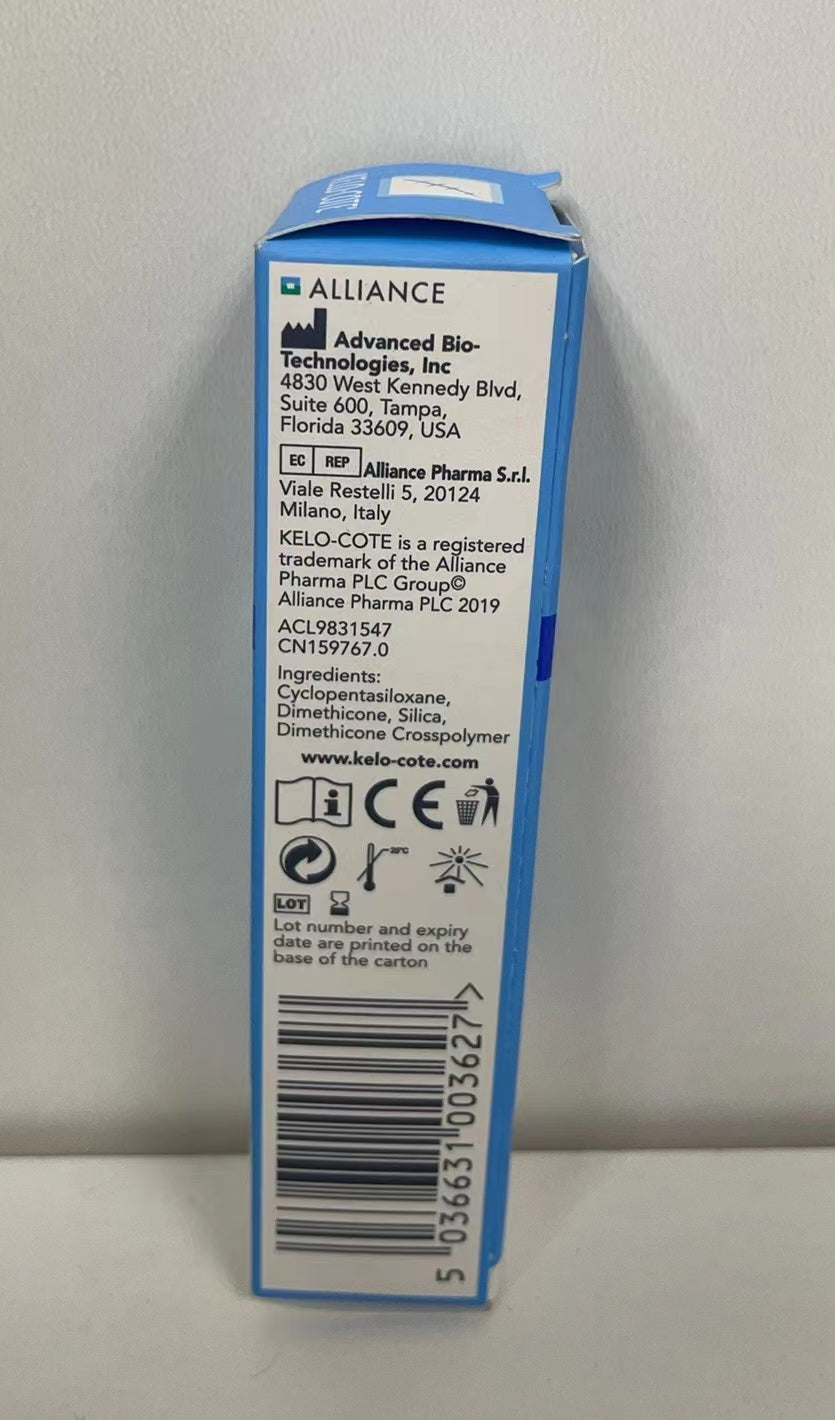 KELO-COTE
ALLIANCE
Advanced Bio-
Technologies, Inc
4830 West Kennedy Blvd,
Suite 600, Tampa,
Florida 33609, USA
EC REP Alliance Pharma S.r.l.
Viale Restelli 5, 20124
Milano, Italy
KELO-COTE is a registered
trademark of the Alliance
Pharma PLC Group©
Alliance Pharma PLC 2019
ACL9831547
CN159767.0
Ingredients:
Cyclopentasiloxane,
Dimethicone, Silica,
Dimethicone Crosspolymer
www.kelo-cote.com
i CE
25°C
LOT
Lot number and expiry
date are printed on the
base of the carton
5 036631 003627 >